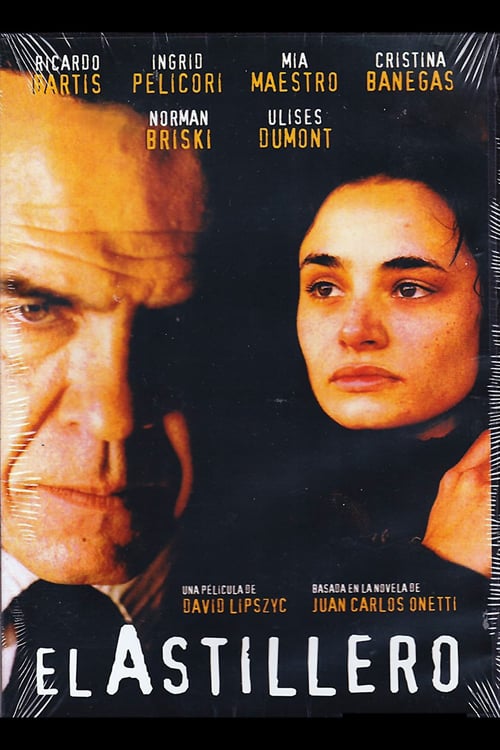 RICARDO INGRID MIA CRISTINA
BARTIS PELICORI MAESTRO BANEGAS
NORMAN ULISES
BRISKI DUMONT
UNA PELICULA DE BASADA EN LA NOVELA DE
DAVID LIPSZYC JUAN CARLOS ONETTI
EL ASTILLERO